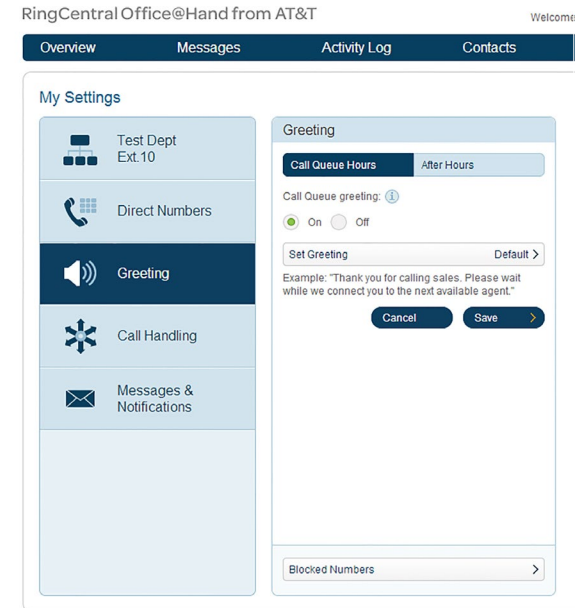 RingCentral Office@Hand from AT&T
Welcome
Overview Messages Activity Log Contacts
My Settings
Test Dept
Ext.10
Direct Numbers
Greeting
Call Handling
Messages &
Notifications
Greeting
Call Queue Hours After Hours
Call Queue greeting: i
On Off
Set Greeting Default >
Example: "Thank you for calling sales. Please wait
while we connect you to the next available agent."
Cancel Save >
Blocked Numbers >